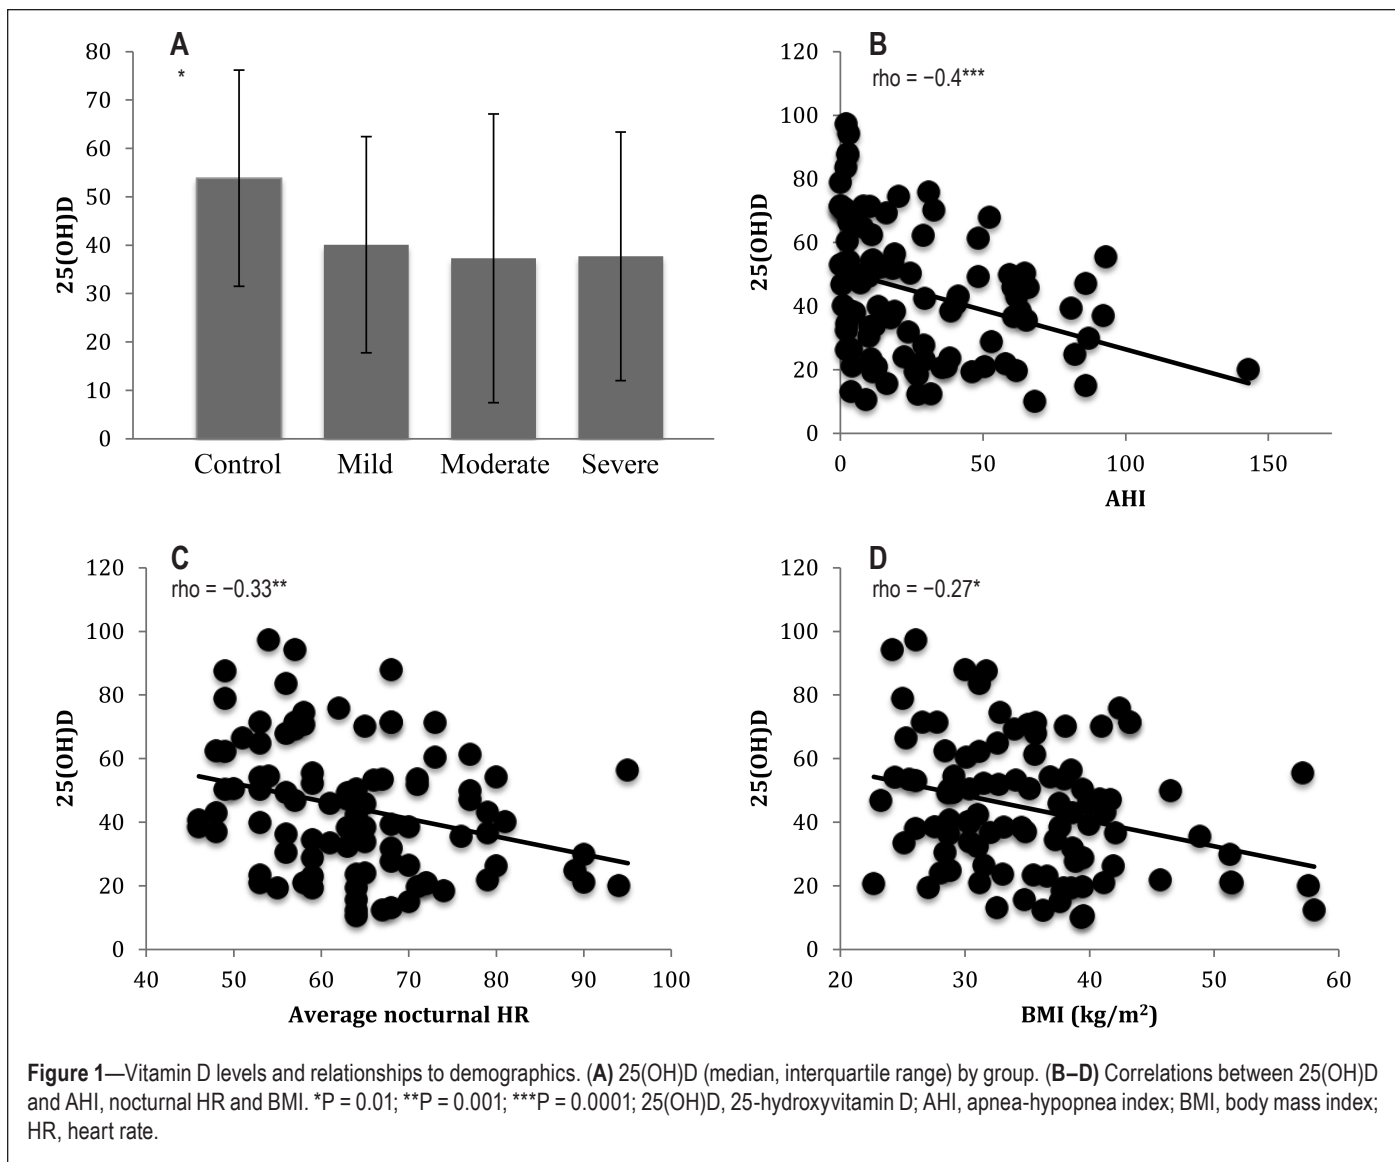 A
*
80
70
60
50
40
30
20
10
0
25(OH)D
Control Mild Moderate Severe
B
rho = −0.4***
120
100
80
60
40
20
0
25(OH)D
0 50 100 150
AHI
C
rho = −0.33**
120
100
80
60
40
20
0
25(OH)D
40 50 60 70 80 90 100
Average nocturnal HR
D
rho = −0.27*
120
100
80
60
40
20
0
25(OH)D
20 30 40 50 60
BMI (kg/m²)
Figure 1—Vitamin D levels and relationships to demographics. (A) 25(OH)D (median, interquartile range) by group. (B–D) Correlations between 25(OH)D
and AHI, nocturnal HR and BMI. *P = 0.01; **P = 0.001; ***P = 0.0001; 25(OH)D, 25-hydroxyvitamin D; AHI, apnea-hypopnea index; BMI, body mass index;
HR, heart rate.